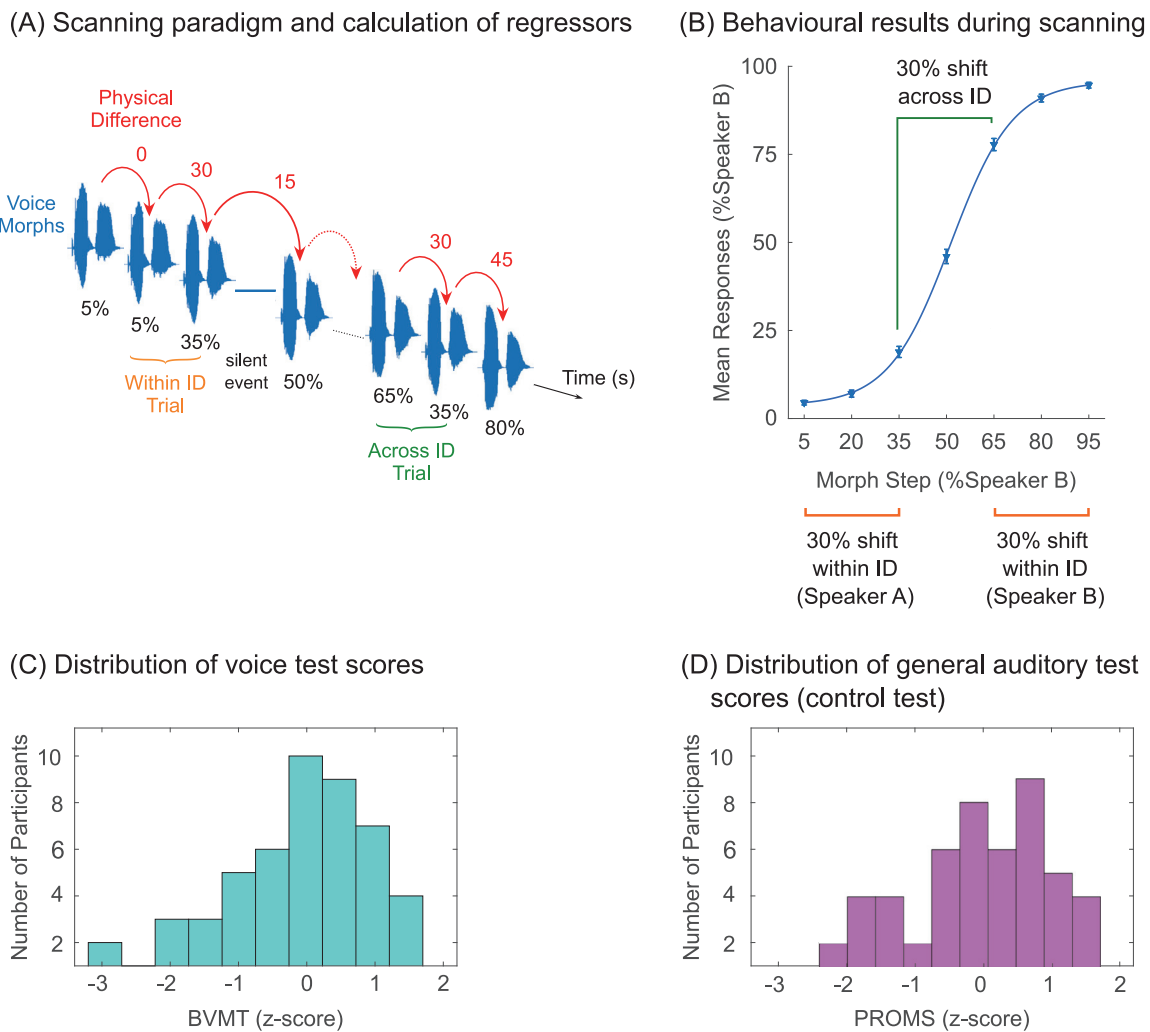 (A) Scanning paradigm and calculation of regressors
Physical
Difference
0
30
15
30
45
Voice
Morphs
5%
5%
35%
silent
event
50%
65%
35%
80%
Within ID
Trial
Across ID
Trial
Time (s)
(B) Behavioural results during scanning
30% shift
across ID
Mean Responses (%Speaker B)
100
75
50
25
0
5 20 35 50 65 80 95
Morph Step (%Speaker B)
30% shift
within ID
(Speaker A)
30% shift
within ID
(Speaker B)
(C) Distribution of voice test scores
Number of Participants
10
8
6
4
2
-3 -2 -1 0 1 2
BVMT (z-score)
(D) Distribution of general auditory test
scores (control test)
Number of Participants
10
8
6
4
2
-3 -2 -1 0 1 2
PROMS (z-score)